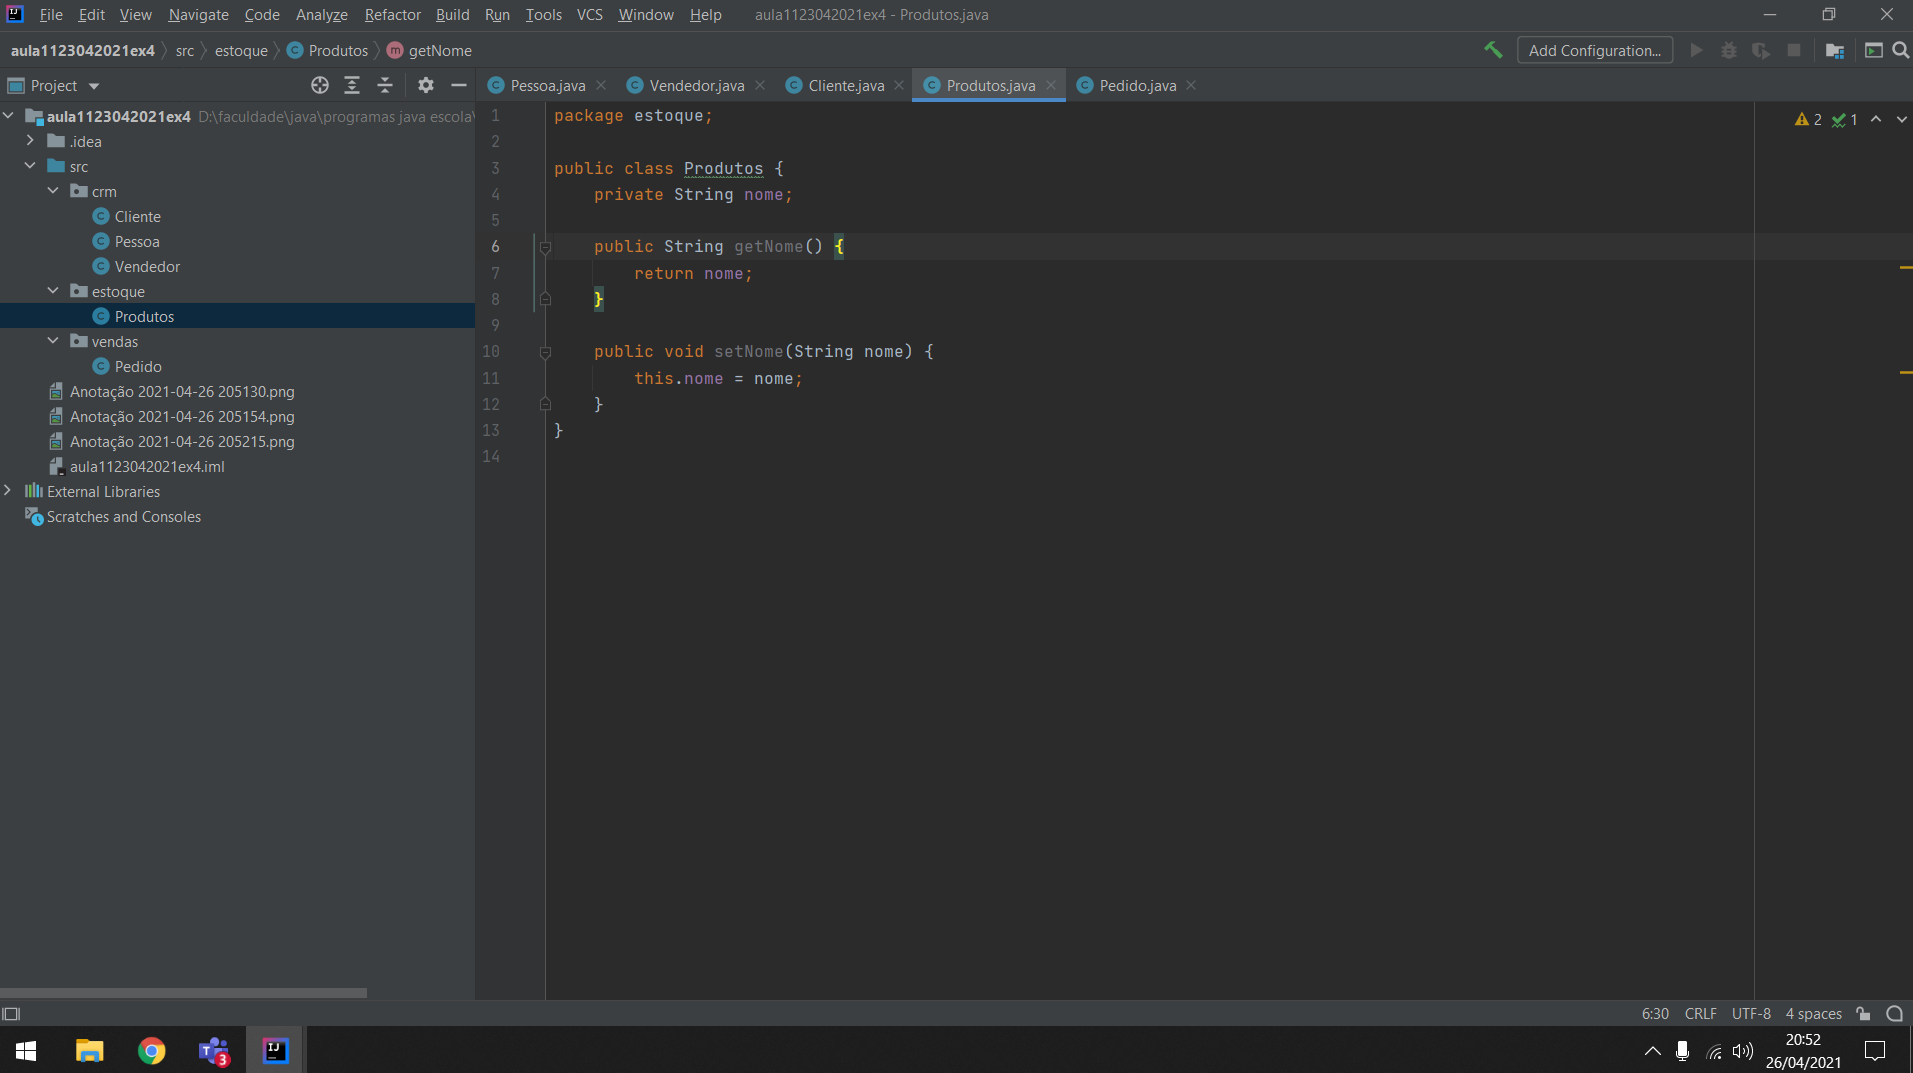 File Edit View Navigate Code Analyze Refactor Build Run Tools VCS Window Help aula1123042021ex4 - Produtos.java
aula1123042021ex4 src estoque Produtos getNome Add Configuration...
Project
Pessoa.java Vendedor.java Cliente.java Produtos.java Pedido.java
aula1123042021ex4 D:\faculdade\java\programas java escola\
.idea
src
crm
Cliente
Pessoa
Vendedor
estoque
Produtos
vendas
Pedido
Anotação 2021-04-26 205130.png
Anotação 2021-04-26 205154.png
Anotação 2021-04-26 205215.png
aula1123042021ex4.iml
External Libraries
Scratches and Consoles
1 package estoque;
2
3 public class Produtos {
4 private String nome;
5
6 public String getNome() {
7 return nome;
8 }
9
10 public void setNome(String nome) {
11 this.nome = nome;
12 }
13 }
14
2 1
6:30 CRLF UTF-8 4 spaces
20:52
26/04/2021